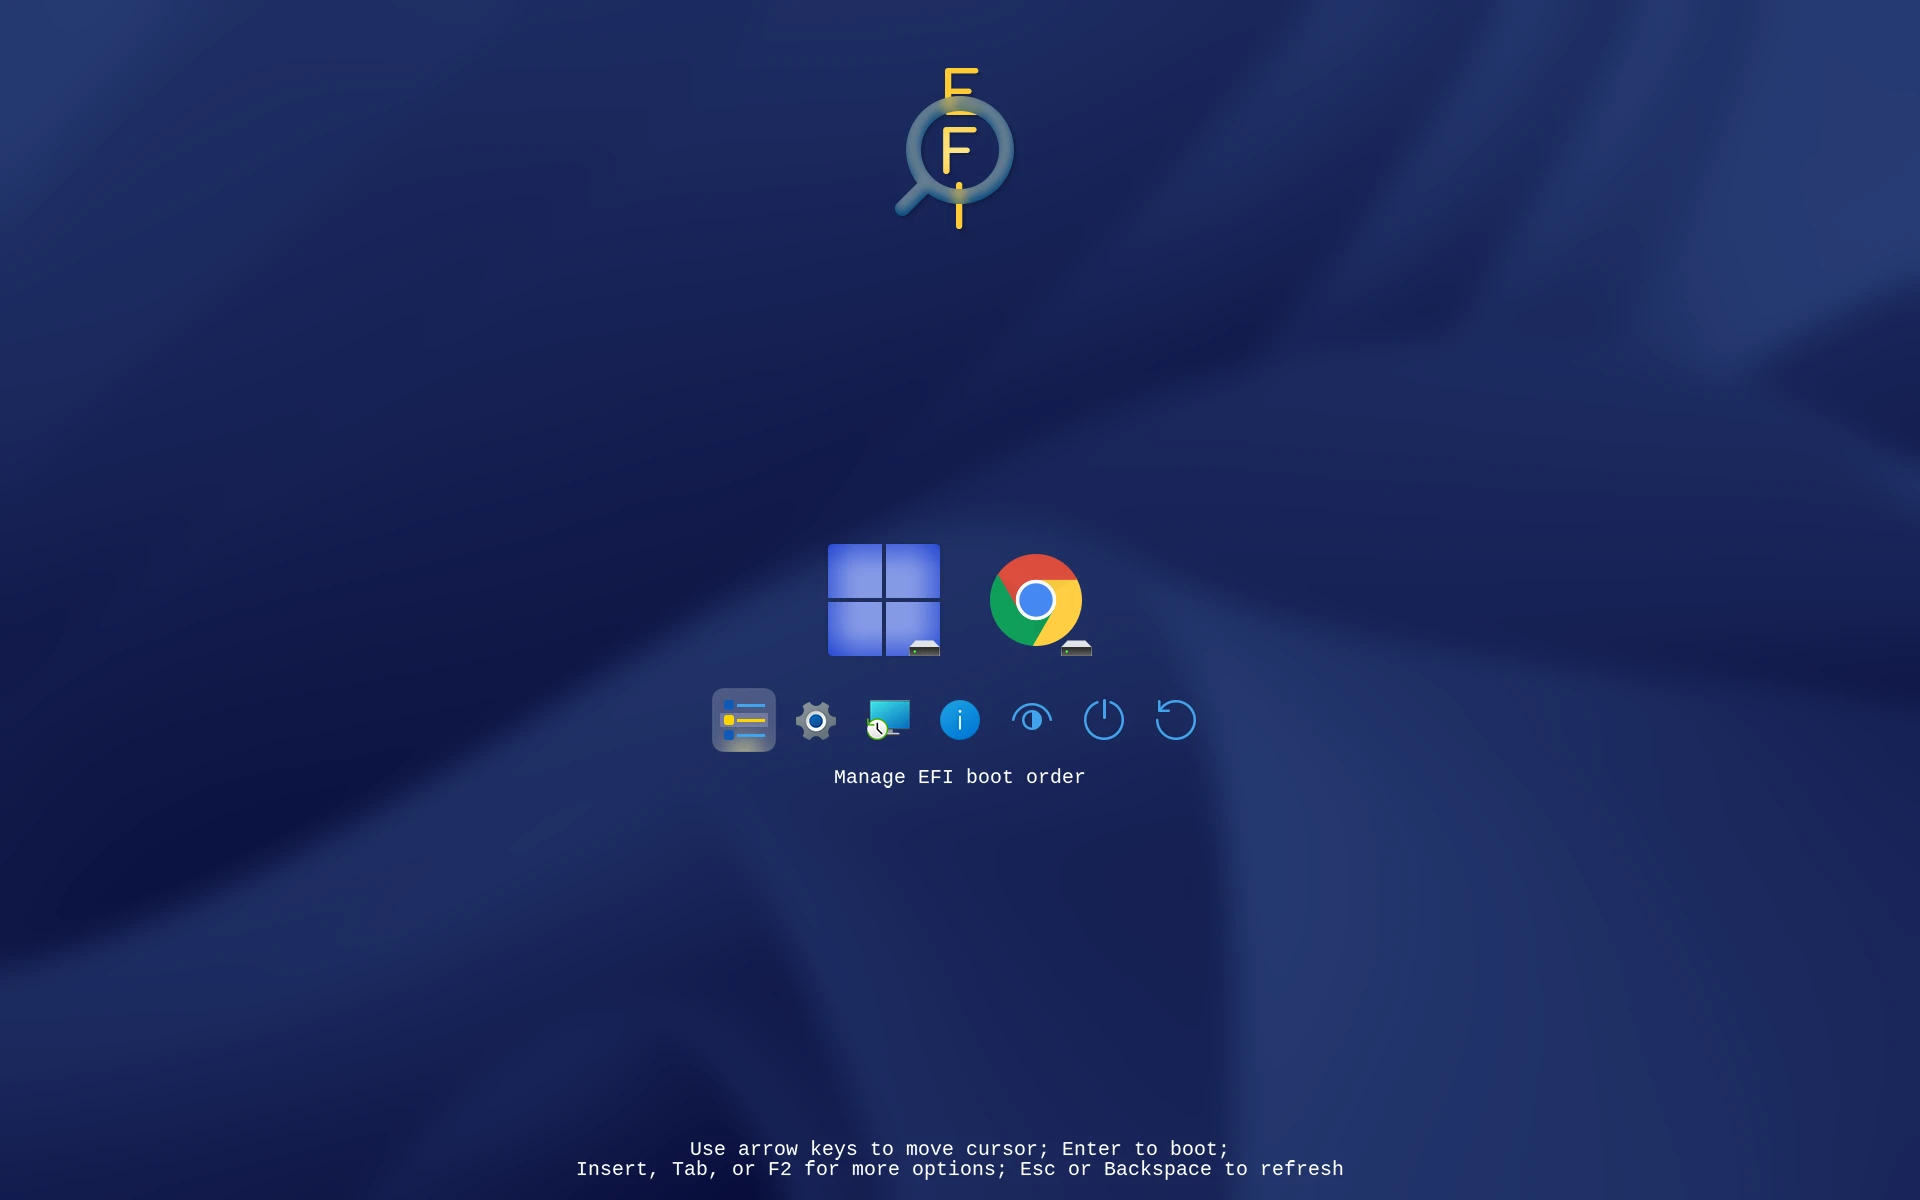 E
F
I
Manage EFI boot order
Use arrow keys to move cursor; Enter to boot;
Insert, Tab, or F2 for more options; Esc or Backspace to refresh